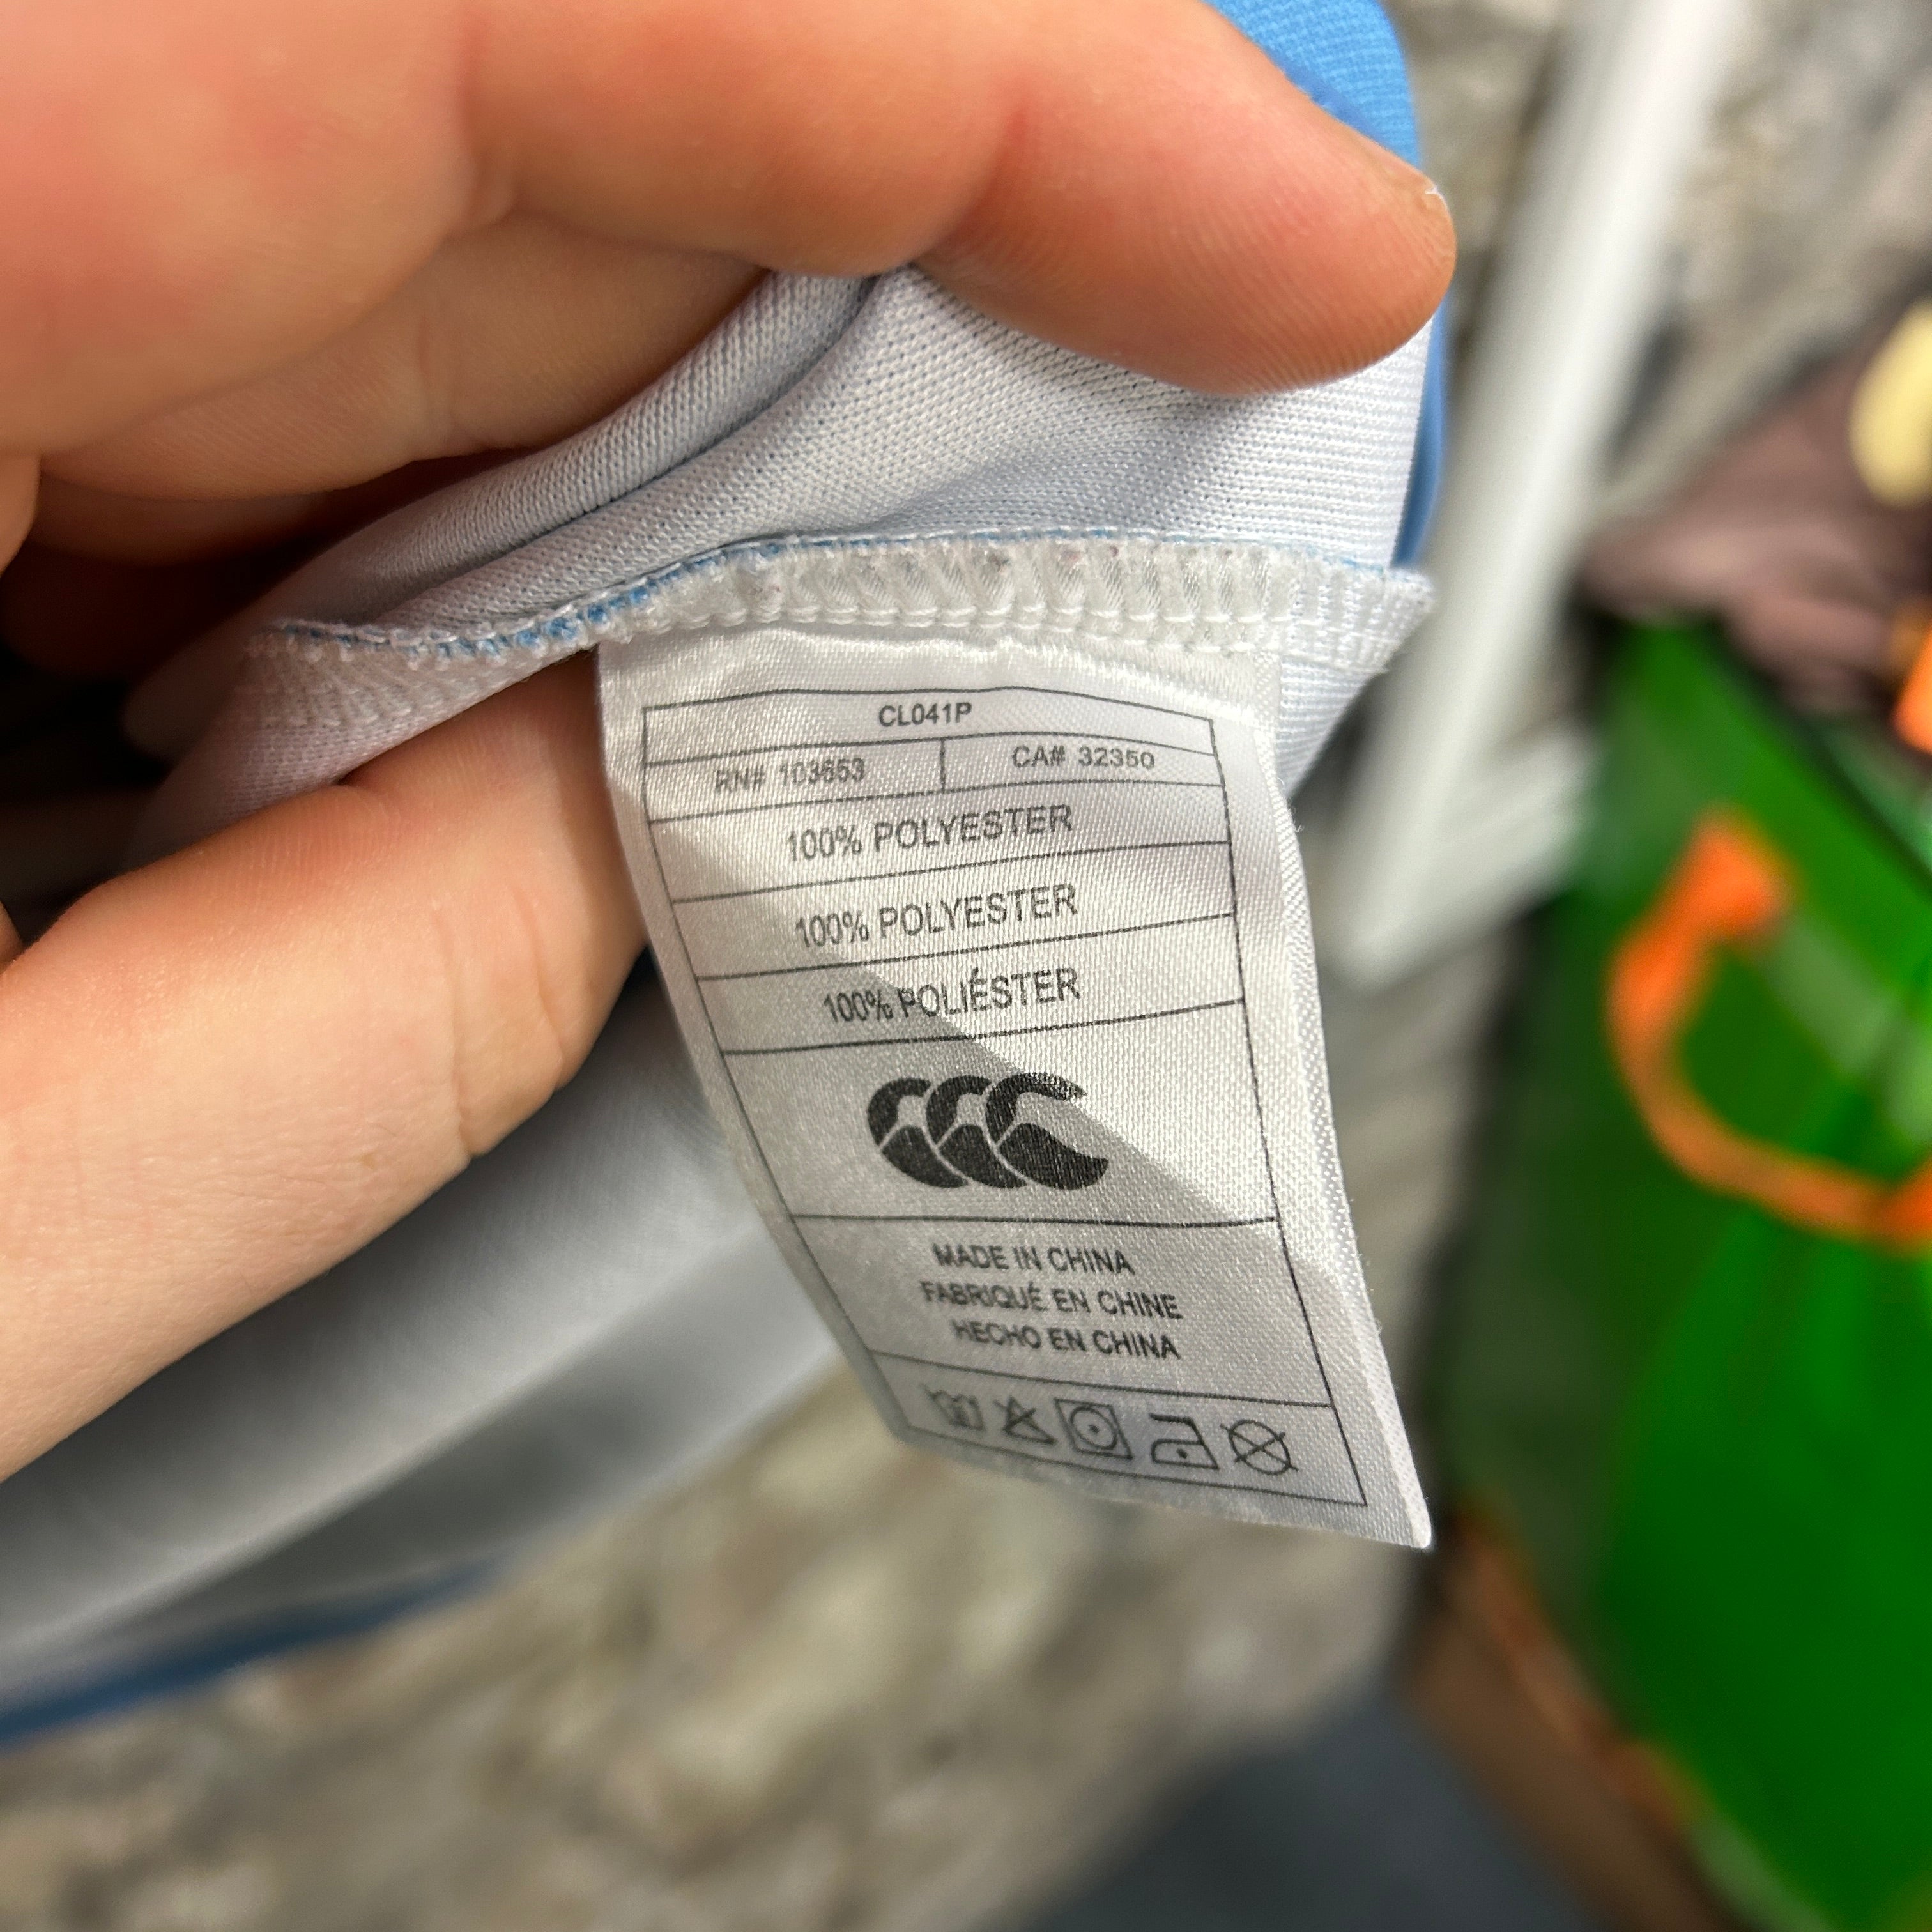 CL041P
RN# 103653 CA# 32350
100% POLYESTER
100% POLYESTER
100% POLIÉSTER
MADE IN CHINA
FABRIQUÉ EN CHINE
HECHO EN CHINA